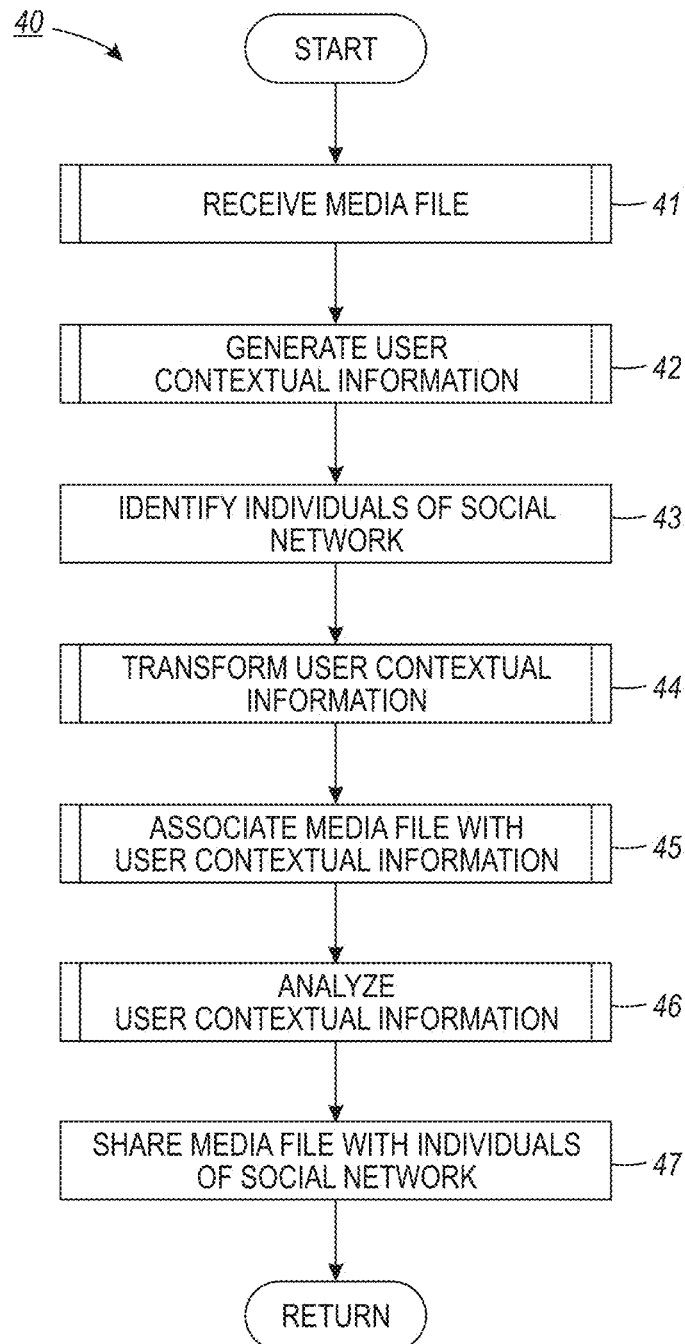 40
START
RECEIVE MEDIA FILE
41
GENERATE USER
CONTEXTUAL INFORMATION
42
IDENTIFY INDIVIDUALS OF SOCIAL
NETWORK
43
TRANSFORM USER CONTEXTUAL
INFORMATION
44
ASSOCIATE MEDIA FILE WITH
USER CONTEXTUAL INFORMATION
45
ANALYZE
USER CONTEXTUAL INFORMATION
46
SHARE MEDIA FILE WITH INDIVIDUALS
OF SOCIAL NETWORK
47
RETURN